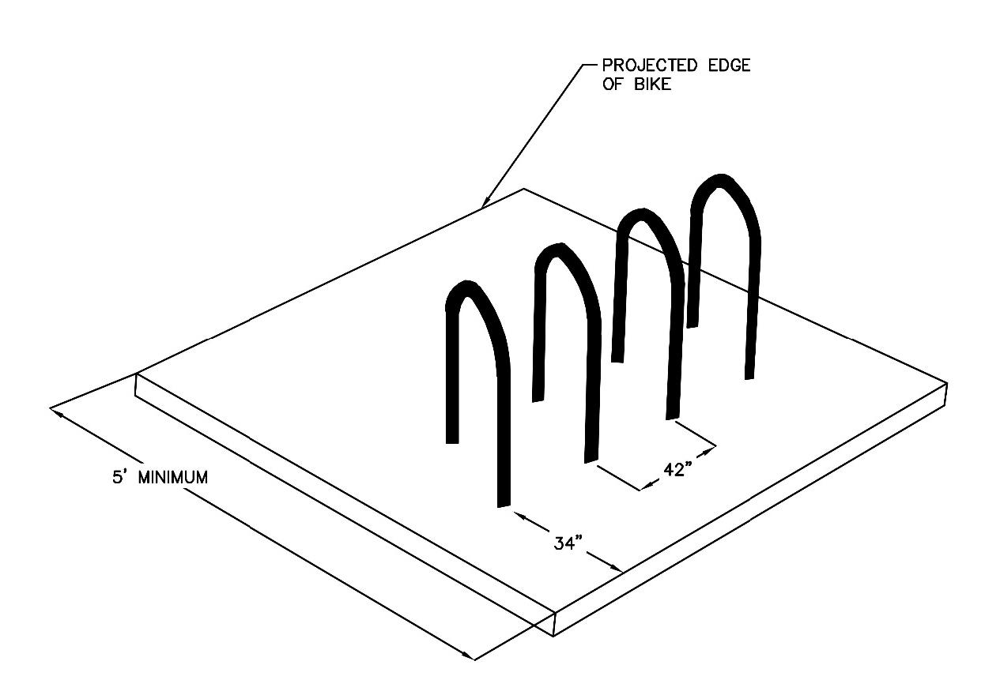 PROJECTED EDGE
OF BIKE
42"
5' MINIMUM
34"